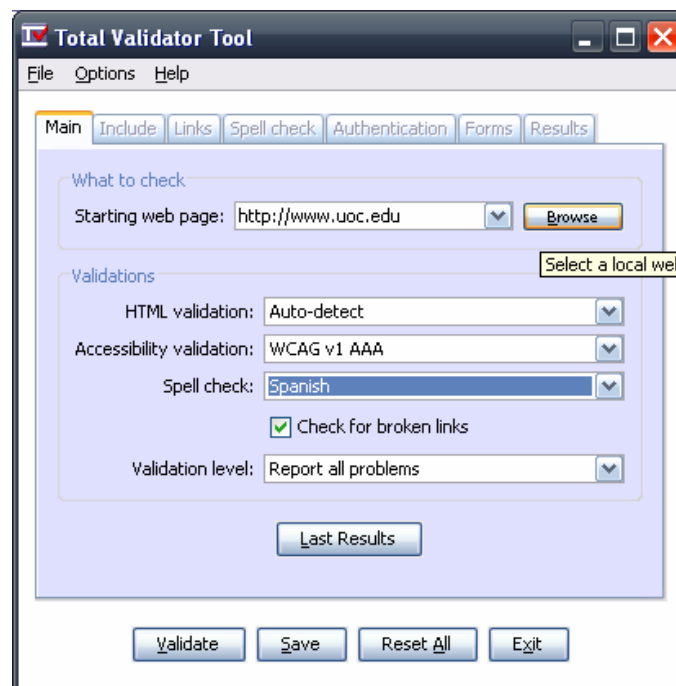 Total Validator Tool
File Options Help
Main Include Links Spell check Authentication Forms Results
What to check
Starting web page: http://www.uoc.edu Browse
Select a local we
Validations
HTML validation: Auto-detect
Accessibility validation: WCAG v1 AAA
Spell check: Spanish
Check for broken links
Validation level: Report all problems
Last Results
Validate Save Reset All Exit